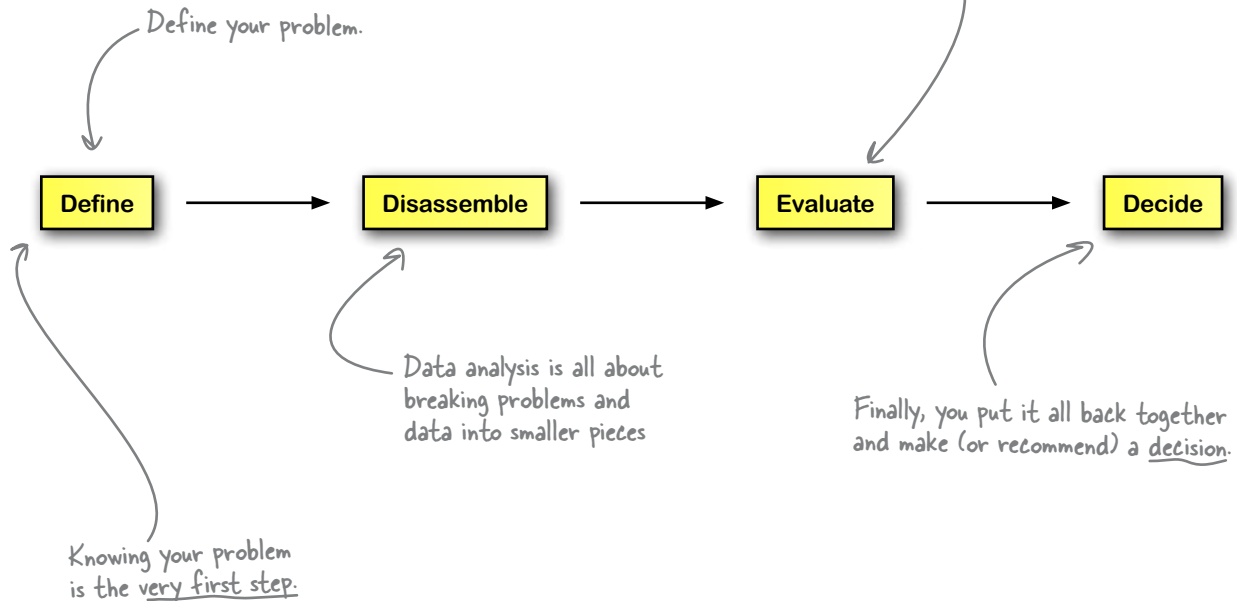 Define your problem.
Define
Disassemble
Evaluate
Decide
Data analysis is all about
breaking problems and
data into smaller pieces
Finally, you put it all back together
and make (or recommend) a decision.
Knowing your problem
is the very first step.